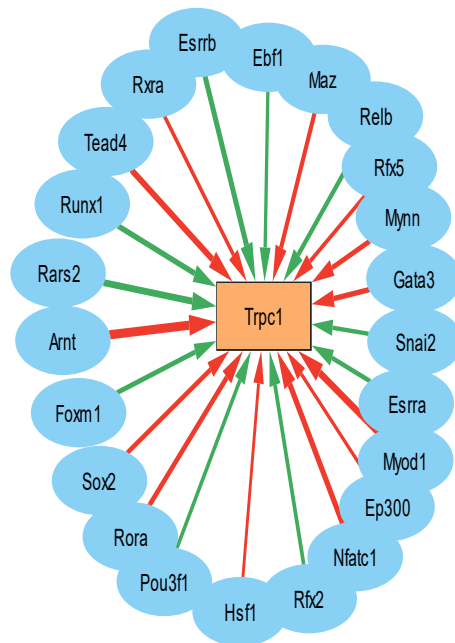 Esrrb
Ebf1
Rxra
Maz
Relb
Tead4
Rfx5
Runx1
Mynn
Rars2
Gata3
Trpc1
Arnt
Snai2
Foxm1
Esrra
Myod1
Sox2
Ep300
Rora
Nfatc1
Pou3f1
Rfx2
Hsf1